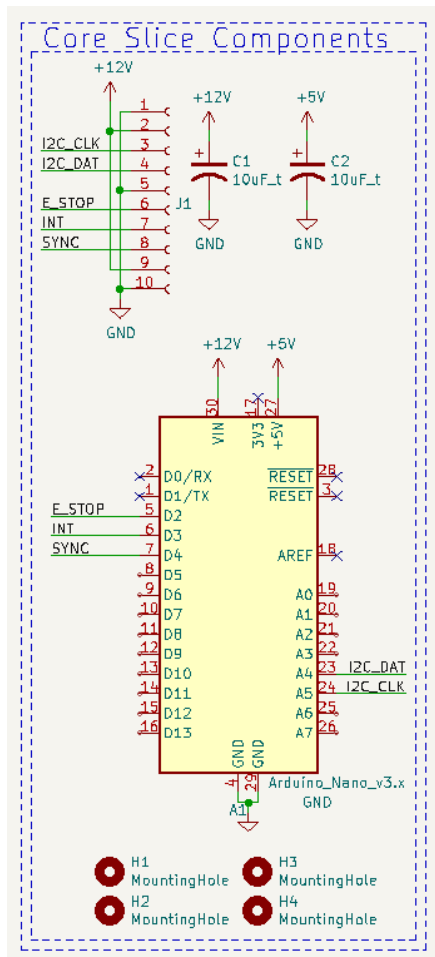 Core Slice Components
+12V
1
2
I2C_CLK 3
I2C_DAT 4
5
E_STOP 6
INT 7
SYNC 8
9
10
J1
GND
+12V
C1
10uF_t
GND
+5V
C2
10uF_t
GND
+12V +5V
30 17 27
VIN 3V3 +5V
2 D0/RX RESET 28
1 D1/TX RESET 3
E_STOP 5 D2
INT 6 D3
SYNC 7 D4 AREF 18
8 D5
9 D6 A0 19
10 D7 A1 20
11 D8 A2 21
12 D9 A3 22
13 D10 A4 23 I2C_DAT
14 D11 A5 24 I2C_CLK
15 D12 A6 25
16 D13 A7 26
GND GND
4 29
Arduino_Nano_v3.x
A1
GND
H1 MountingHole
H3 MountingHole
H2 MountingHole
H4 MountingHole